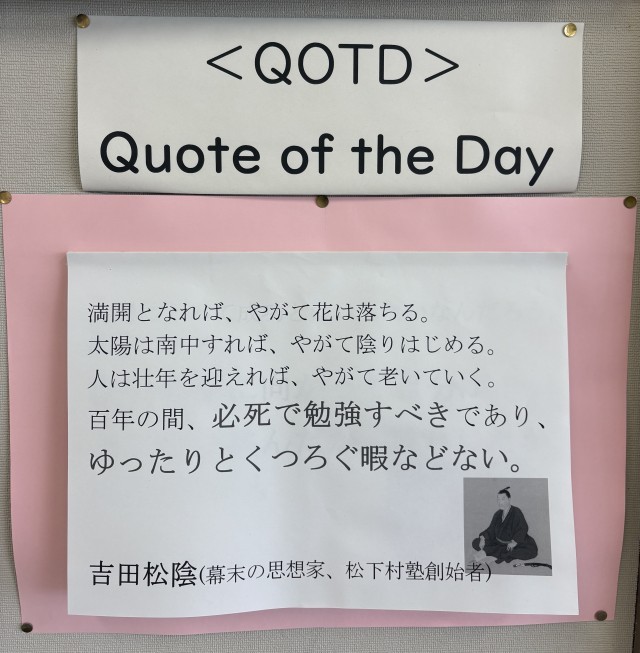 ＜QOTD＞
Quote of the Day
満開となれば、やがて花は落ちる。
太陽は南中すれば、やがて陰りはじめる。
人は壮年を迎えれば、やがて老いていく。
百年の間、必死で勉強すべきであり、
ゆったりとくつろぐ暇などない。
吉田松陰(幕末の思想家、松下村塾創始者)